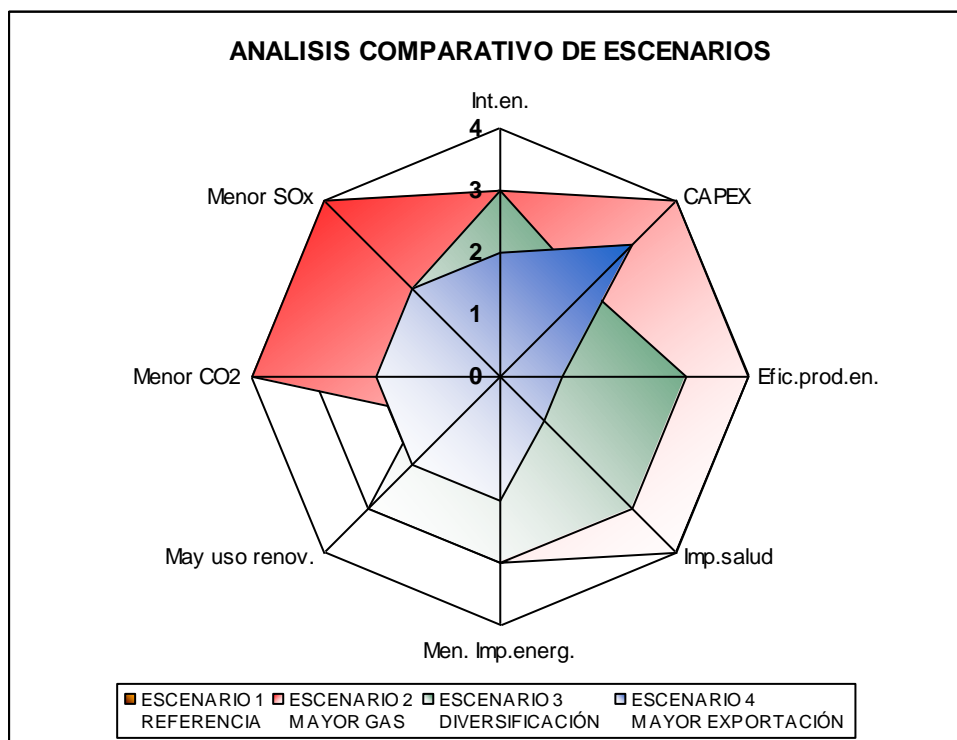 ANALISIS COMPARATIVO DE ESCENARIOS
Int.en.
4
Menor SOx
CAPEX
3
2
1
Menor CO2
0
Efic.prod.en.
May uso renov.
Imp.salud
Men. Imp.energ.
ESCENARIO 1 ESCENARIO 2 ESCENARIO 3 ESCENARIO 4
REFERENCIA MAYOR GAS DIVERSIFICACIÓN MAYOR EXPORTACIÓN